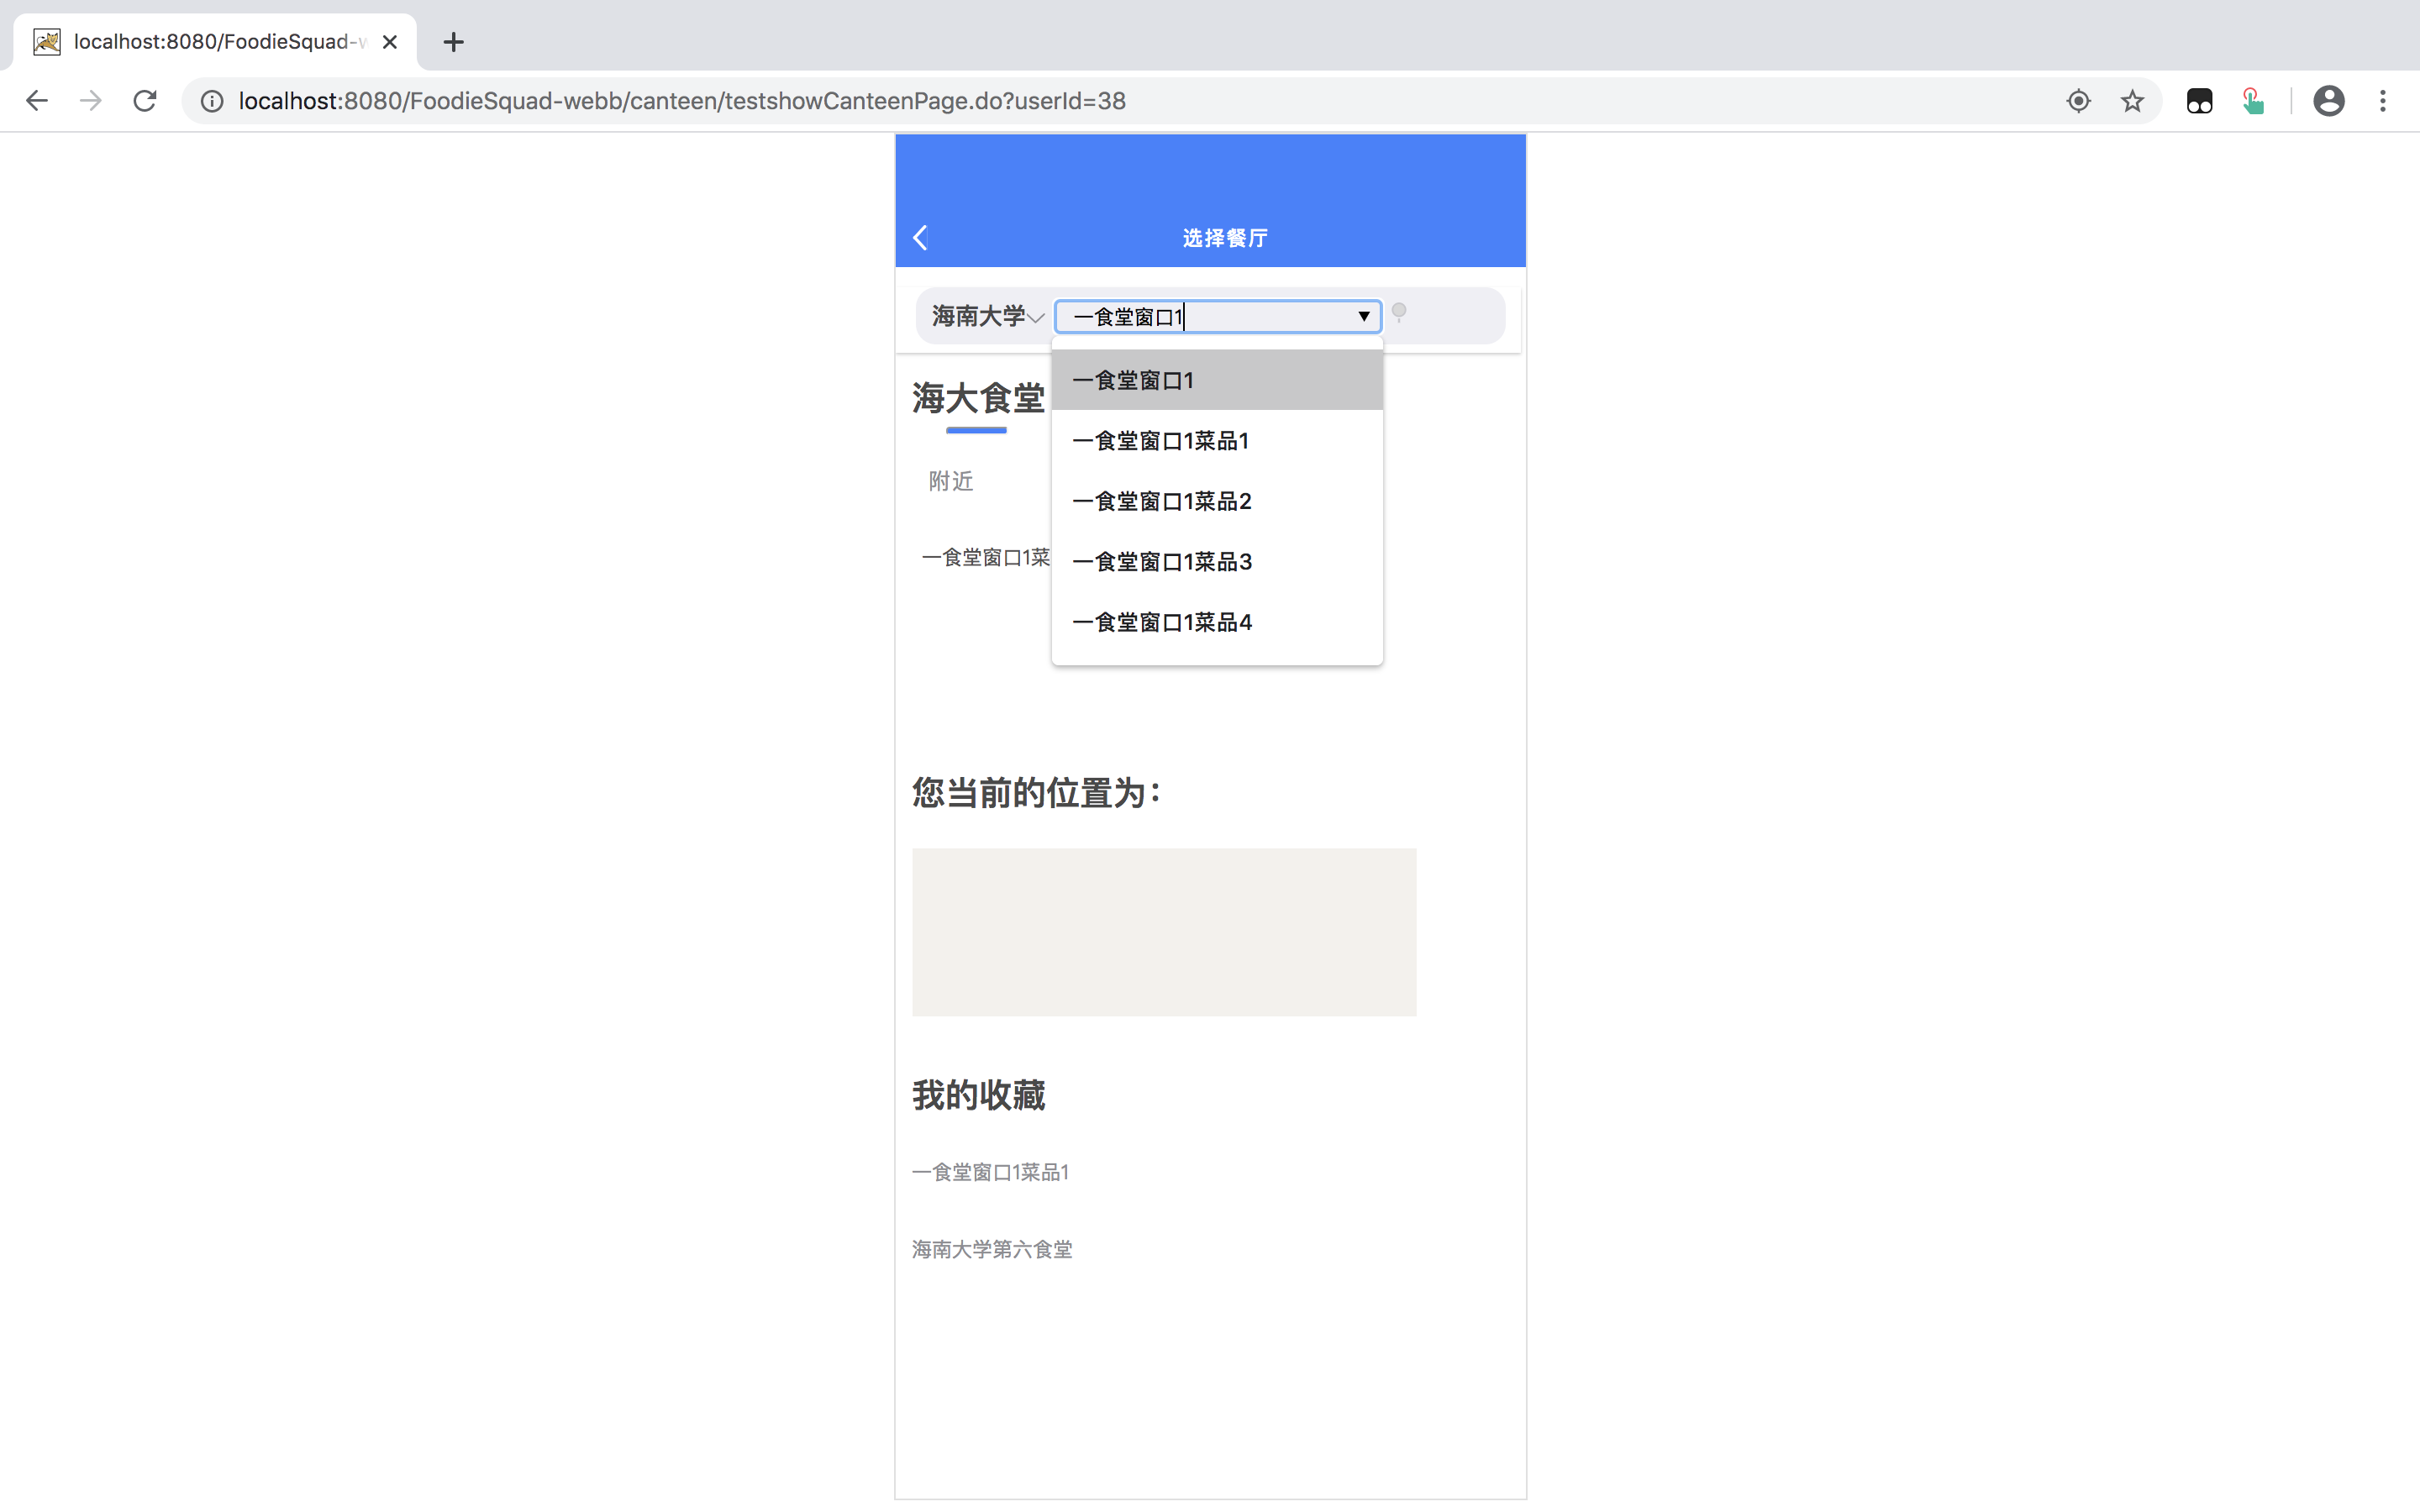 localhost:8080/FoodieSquad-w
localhost:8080/FoodieSquad-webb/canteen/testshowCanteenPage.do?userId=38
选择餐厅
海南大学 一食堂窗口1
一食堂窗口1
一食堂窗口1菜品1
一食堂窗口1菜品2
一食堂窗口1菜品3
一食堂窗口1菜品4
海大食堂
附近
一食堂窗口1菜
您当前的位置为：
我的收藏
一食堂窗口1菜品1
海南大学第六食堂